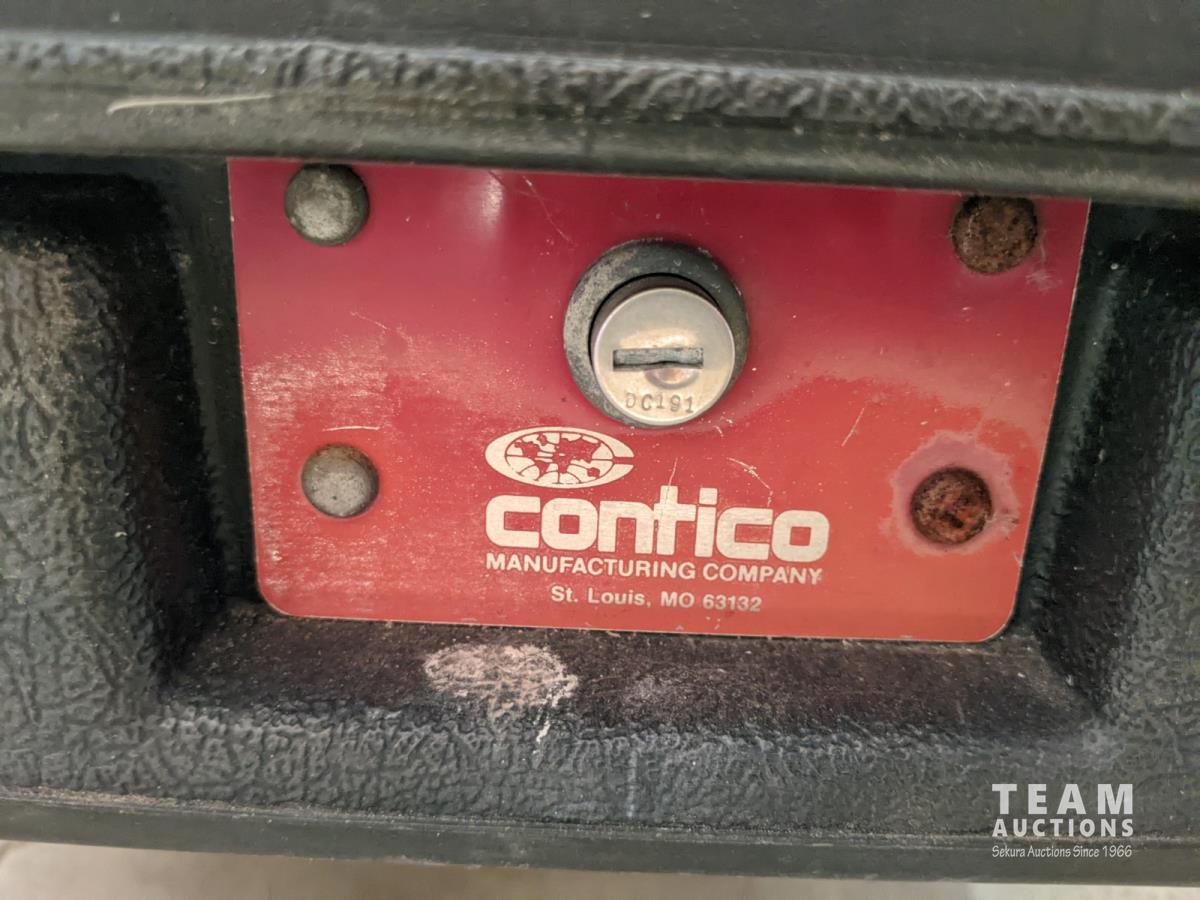 DC191
contico
MANUFACTURING COMPANY
St. Louis, MO 63132
TEAM
AUCTIONS
Sekura Auctions Since 1966